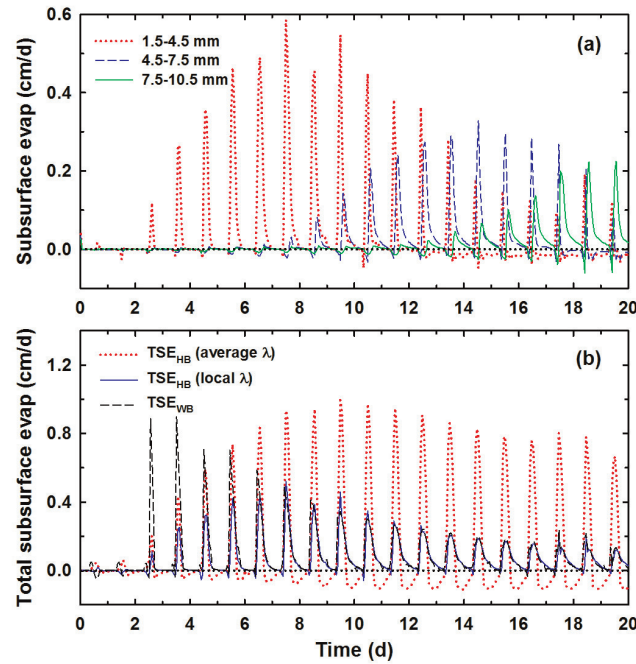 0.6
(a)
1.5-4.5 mm
4.5-7.5 mm
7.5-10.5 mm
Subsurface evap (cm/d)
0.4
0.2
0.0
0 2 4 6 8 10 12 14 16 18 20
(b)
TSE_HB (average λ)
TSE_HB (local λ)
TSE_WB
Total subsurface evap (cm/d)
1.2
0.8
0.4
0.0
0 2 4 6 8 10 12 14 16 18 20
Time (d)